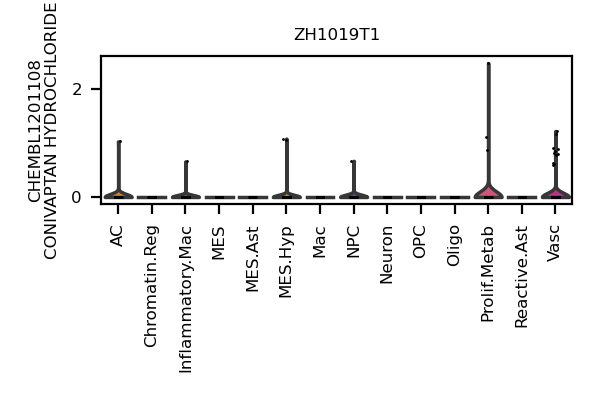 ZH1019T1
CHEMBL1201108
CONIVAPTAN HYDROCHLORIDE
2
0
AC
Chromatin.Reg
Inflammatory.Mac
MES
MES.Ast
MES.Hyp
Mac
NPC
Neuron
OPC
Oligo
Prolif.Metab
Reactive.Ast
Vasc